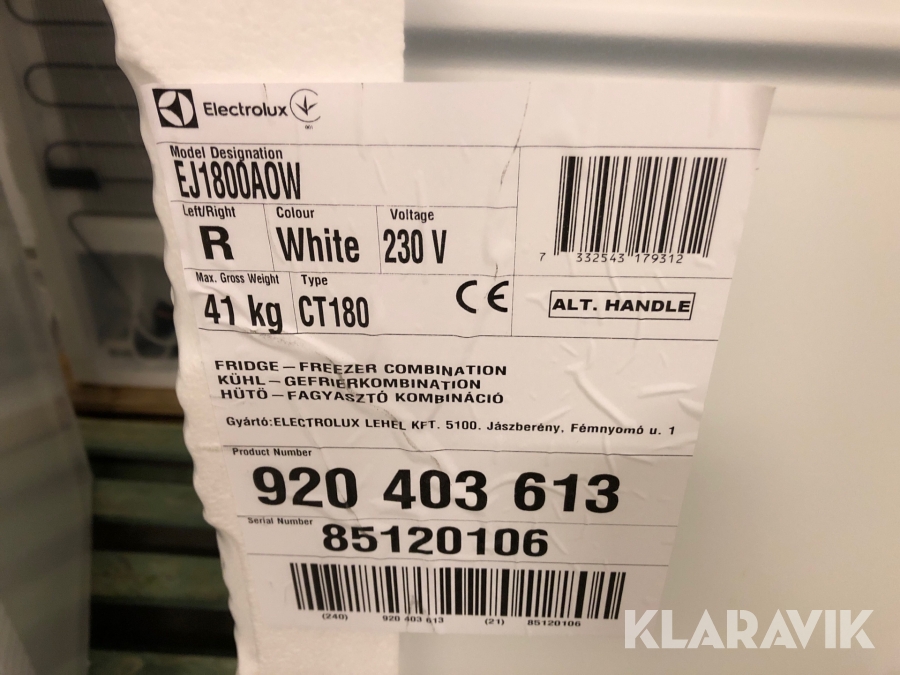 Electrolux
001
Model Designation
EJ1800AOW
Left/Right Colour Voltage
R White 230 V
7 332543 179312
Max. Gross Weight Type
41 kg CT180
CE
ALT. HANDLE
FRIDGE – FREEZER COMBINATION
KÜHL – GEFRIERKOMBINATION
HÜTÖ – FAGYASZTÓ KOMBINÁCIÓ
Gyártó:ELECTROLUX LEHEL KFT. 5100. Jászberény, Fémnyomó u. 1
Product Number
920 403 613
Serial Number
85120106
(240) 920 403 613 (21) 85120106
KLARAVIK